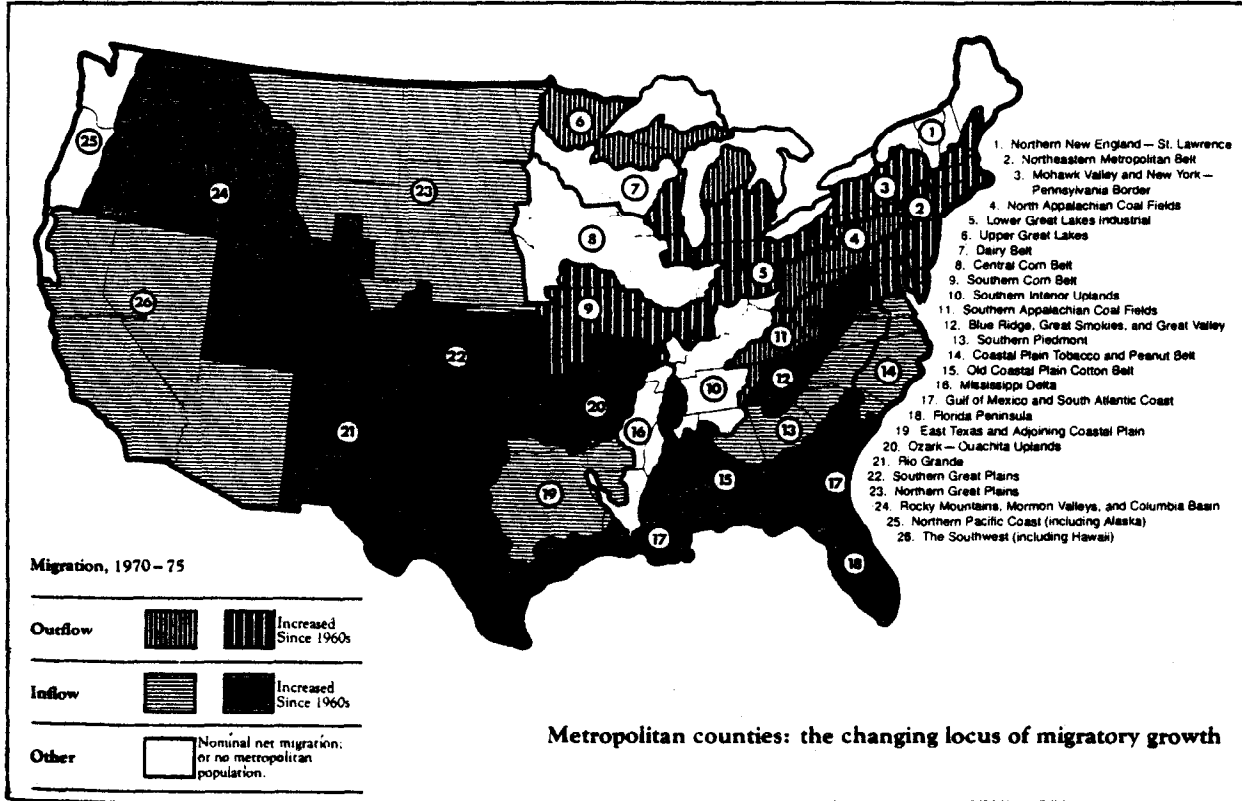 1. Northern New England — St. Lawrence
2. Northeastern Metropolitan Belt
3. Mohawk Valley and New York —
Pennsylvania Border
4. North Appalachian Coal Fields
5. Lower Great Lakes Industrial
6. Upper Great Lakes
7. Dairy Belt
8. Central Corn Belt
9. Southern Corn Belt
10. Southern Interior Uplands
11. Southern Appalachian Coal Fields
12. Blue Ridge, Great Smokies, and Great Valley
13. Southern Piedmont
14. Coastal Plain Tobacco and Peanut Belt
15. Old Coastal Plain Cotton Belt
16. Mississippi Delta
17. Gulf of Mexico and South Atlantic Coast
18. Florida Peninsula
19 East Texas and Adjoining Coastal Plain
20. Ozark — Ouachita Uplands
21. Rio Grande
22. Southern Great Plains
23. Northern Great Plains
24. Rocky Mountains, Mormon Valleys, and Columbia Basin
25. Northern Pacific Coast (including Alaska)
26. The Southwest (including Hawaii)
25
24
23
26
6
7
8
9
22
21
20
19
16
10
11
12
13
14
15
17
17
18
5
4
3
2
1
Migration, 1970–75
Outflow
Increased
Since 1960s
Inflow
Increased
Since 1960s
Other
Nominal net migration;
or no metropolitan
population.
Metropolitan counties: the changing locus of migratory growth